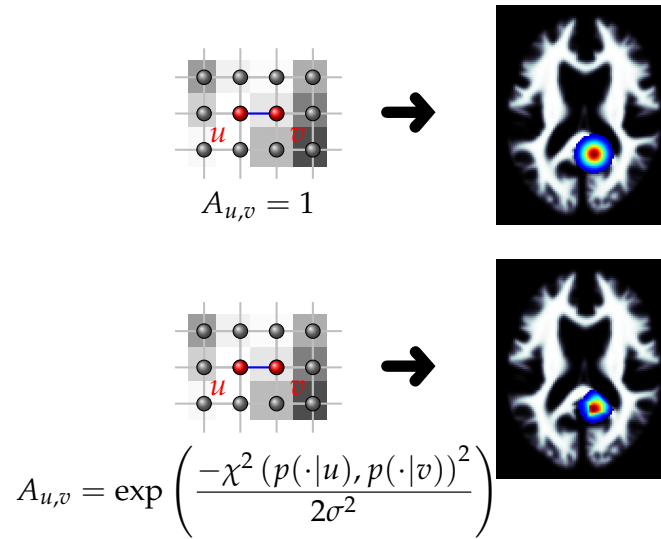 u v
A_{u,v} = 1
u v
A_{u,v} = exp ( −χ² (p(·|u), p(·|v))² / 2σ² )